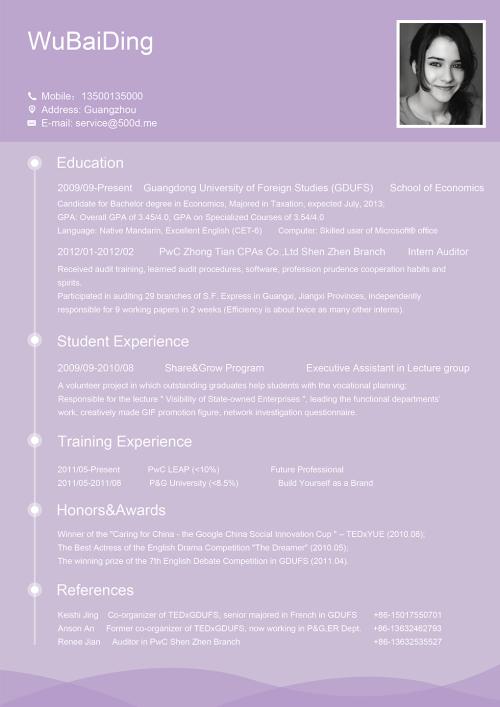 WuBaiDing
Mobile: 13500135000
Address: Guangzhou
E-mail: service@500d.me
Education
2009/09-Present Guangdong University of Foreign Studies (GDUFS) School of Economics
Candidate for Bachelor degree in Economics, Majored in Taxation, expected July, 2013;
GPA: Overall GPA of 3.45/4.0, GPA on Specialized Courses of 3.54/4.0
Language: Native Mandarin, Excellent English (CET-6) Computer: Skilled user of Microsoft® office
2012/01-2012/02 PwC Zhong Tian CPAs Co.,Ltd Shen Zhen Branch Intern Auditor
Received audit training, learned audit procedures, software, profession prudence cooperation habits and
spirits.
Participated in auditing 29 branches of S.F. Express in Guangxi, Jiangxi Provinces, independently
responsible for 9 working papers in 2 weeks (Efficiency is about twice as many other interns).
Student Experience
2009/09-2010/08 Share&Grow Program Executive Assistant in Lecture group
A volunteer project in which outstanding graduates help students with the vocational planning;
Responsible for the lecture " Visibility of State-owned Enterprises ", leading the functional departments'
work, creatively made GIF promotion figure, network investigation questionnaire.
Training Experience
2011/05-Present PwC LEAP (<10%) Future Professional
2011/05-2011/08 P&G University (<8.5%) Build Yourself as a Brand
Honors&Awards
Winner of the "Caring for China - the Google China Social Innovation Cup " – TEDxYUE (2010.08);
The Best Actress of the English Drama Competition "The Dreamer" (2010.05);
The winning prize of the 7th English Debate Competition in GDUFS (2011.04).
References
Keishi Jing Co-organizer of TEDxGDUFS, senior majored in French in GDUFS +86-15017550701
Anson An Former co-organizer of TEDxGDUFS, now working in P&G,ER Dept. +86-13632462793
Renee Jian Auditor in PwC Shen Zhen Branch +86-13632535527